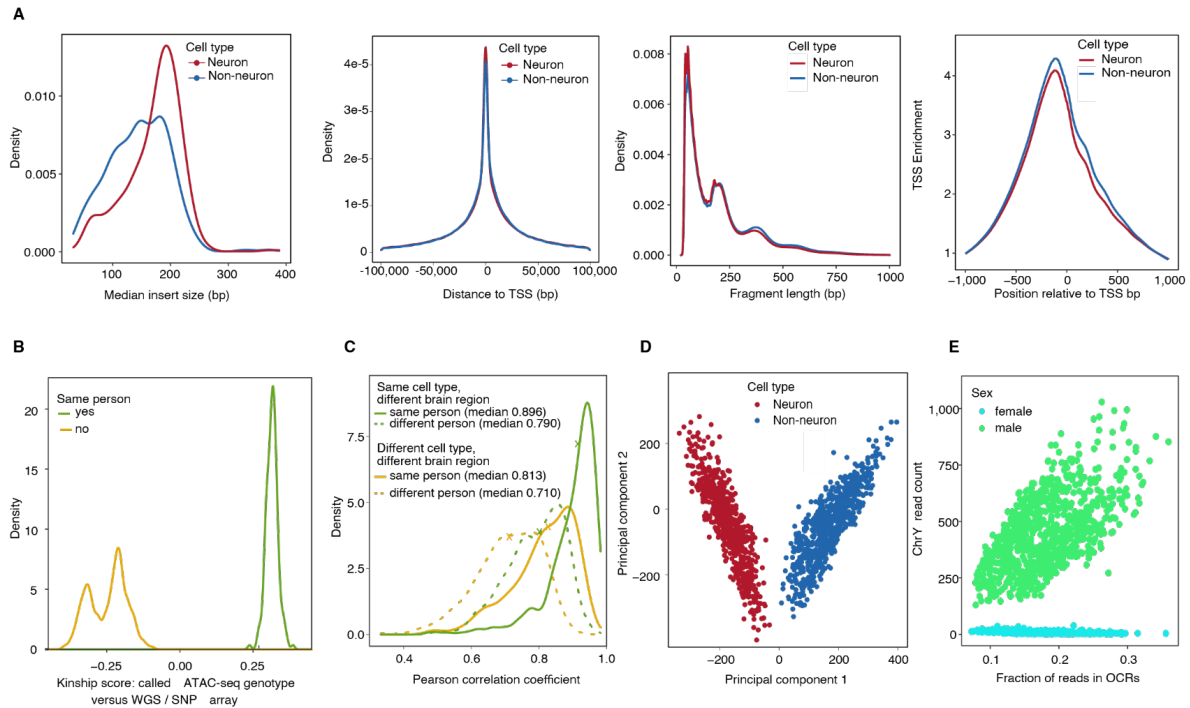 A
Cell type
Neuron
Non-neuron
0.010
0.005
0.000
Density
100
200
300
400
Median insert size (bp)
Cell type
Neuron
Non-neuron
4e-5
3e-5
2e-5
1e-5
0
Density
-100,000
-50,000
0
50,000
100,000
Distance to TSS (bp)
Cell type
Neuron
Non-neuron
0.008
0.006
0.004
0.002
0.000
Density
0
250
500
750
1000
Fragment length (bp)
Cell type
Neuron
Non-neuron
4
3
2
1
TSS Enrichment
−1,000
−500
0
500
1,000
Position relative to TSS bp
B
Same person
yes
no
20
15
10
5
0
Density
−0.25
0.00
0.25
Kinship score: called ATAC-seq genotype
versus WGS / SNP array
C
Same cell type,
different brain region
same person (median 0.896)
different person (median 0.790)
Different cell type,
different brain region
same person (median 0.813)
different person (median 0.710)
7.5
5.0
2.5
0.0
Density
0.4
0.6
0.8
1.0
Pearson correlation coefficient
D
Cell type
Neuron
Non-neuron
200
0
−200
Principal component 2
−200
0
200
400
Principal component 1
E
Sex
female
male
1,000
750
500
250
0
ChrY read count
0.1
0.2
0.3
Fraction of reads in OCRs